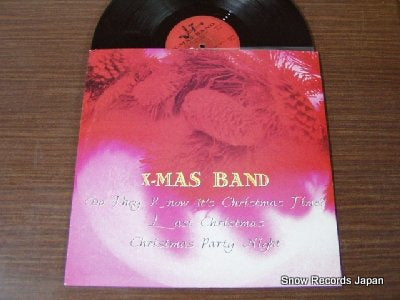 X-MAS BAND
Do They Know it's Christmas Time?
Last Christmas
Christmas Party Night
Snow Records Japan